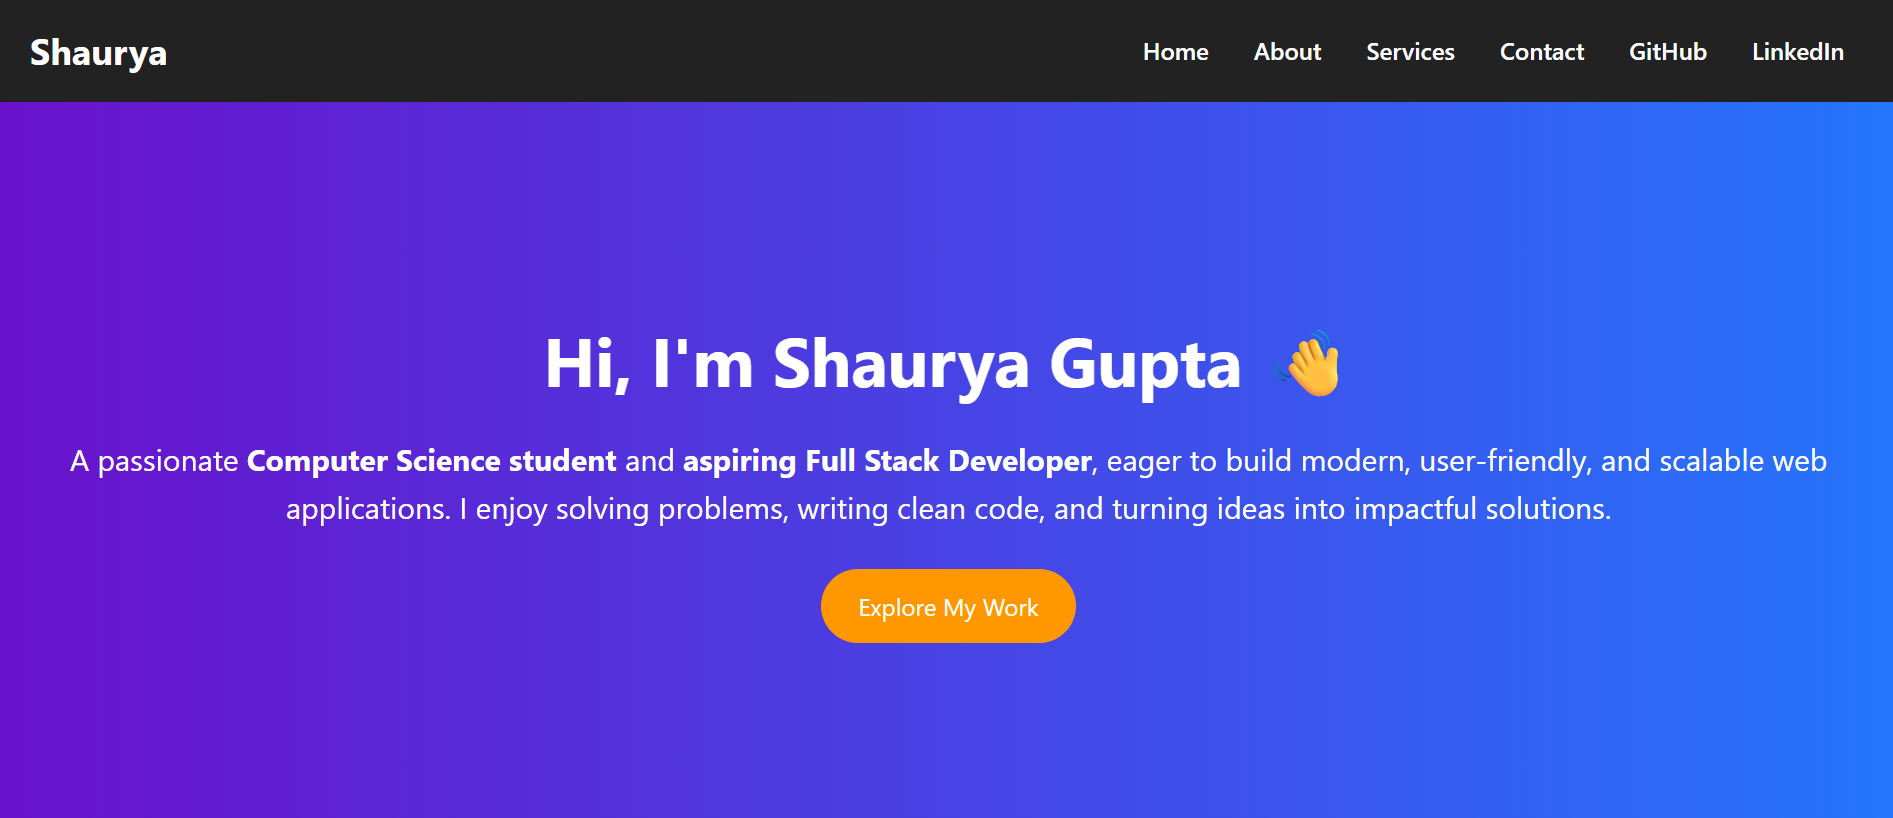 Shaurya
Home About Services Contact GitHub LinkedIn
Hi, I'm Shaurya Gupta 👋
A passionate Computer Science student and aspiring Full Stack Developer, eager to build modern, user-friendly, and scalable web
applications. I enjoy solving problems, writing clean code, and turning ideas into impactful solutions.
Explore My Work